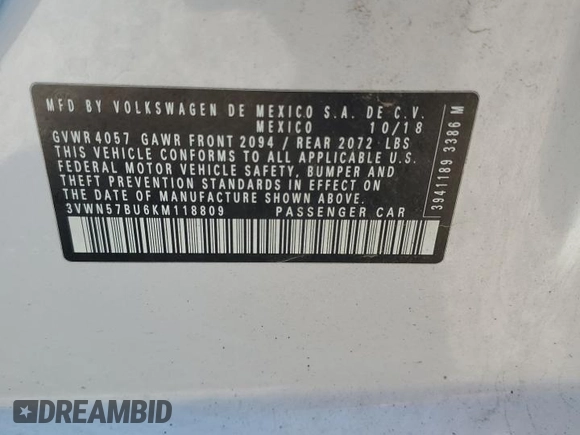 MFD BY VOLKSWAGEN DE MEXICO S.A. DE C.V.
MEXICO 10/18
GVWR 4057 GAWR FRONT 2094 / REAR 2072 LBS
THIS VEHICLE CONFORMS TO ALL APPLICABLE U.S.
FEDERAL MOTOR VEHICLE SAFETY, BUMPER AND
THEFT PREVENTION STANDARDS IN EFFECT ON
THE DATE OF MANUFACTURE SHOWN ABOVE.
3VWN57BU6KM118809 PASSENGER CAR
3941189 3386 M
DREAMBID